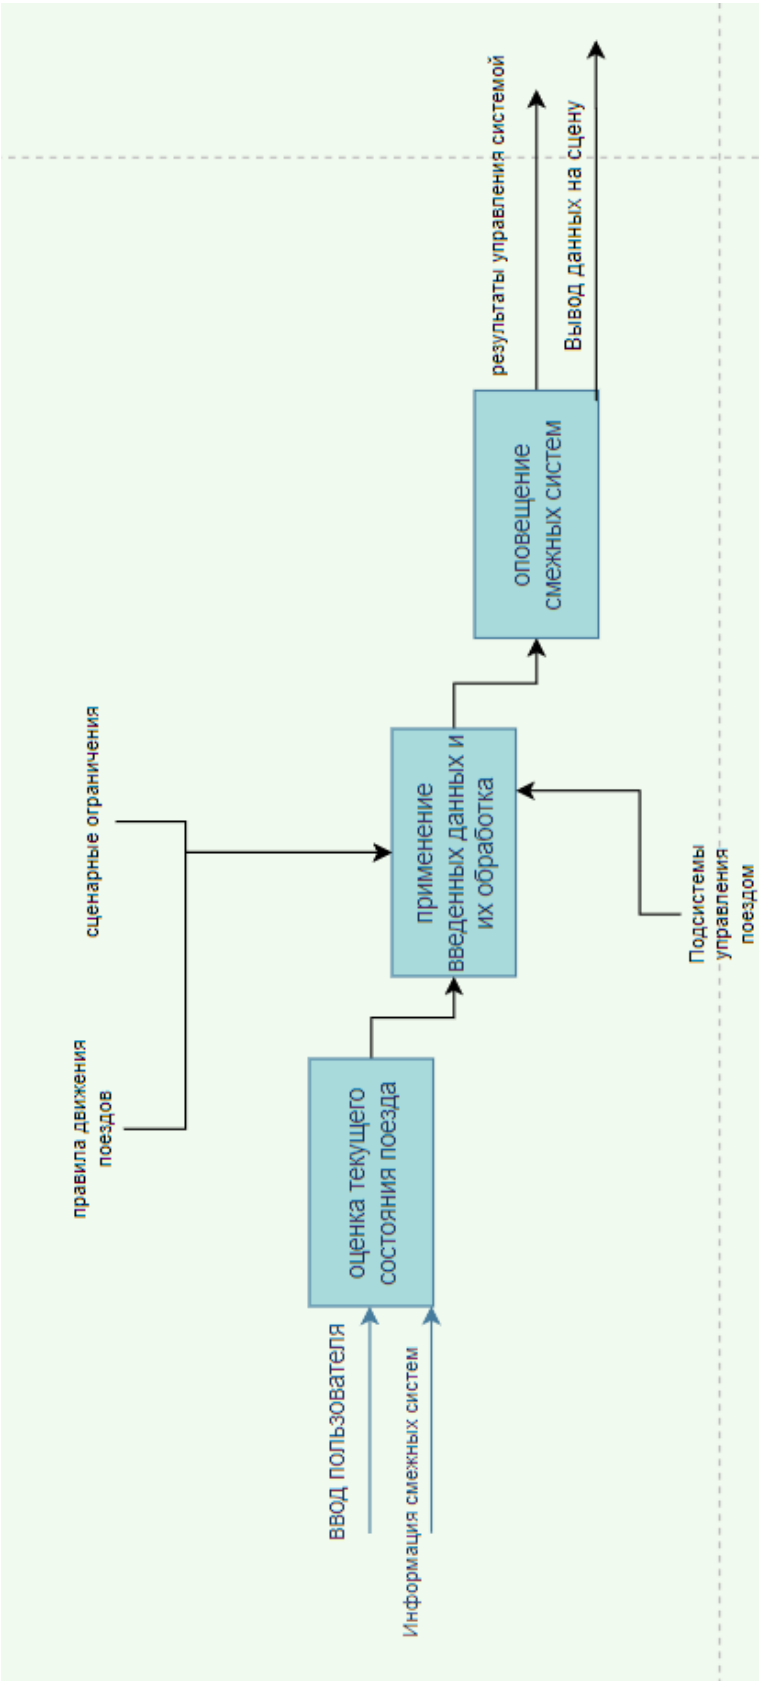 правила движения
поездов
сценарные ограничения
ввод пользователя
Информация смежных систем
оценка текущего
состояния поезда
применение
введенных данных и
их обработка
Подсистемы
управления
поездом
оповещение
смежных систем
результаты управления системой
Вывод данных на сцену